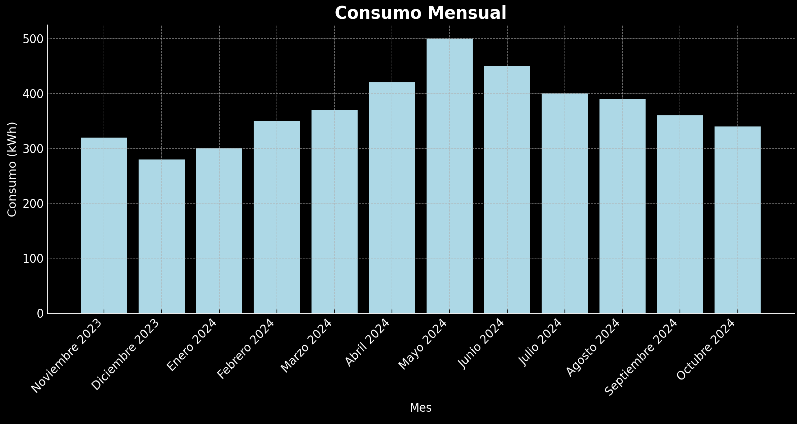 Consumo Mensual
500
400
300
200
100
0
Consumo (kWh)
Noviembre 2023
Diciembre 2023
Enero 2024
Febrero 2024
Marzo 2024
Abril 2024
Mayo 2024
Junio 2024
Julio 2024
Agosto 2024
Septiembre 2024
Octubre 2024
Mes